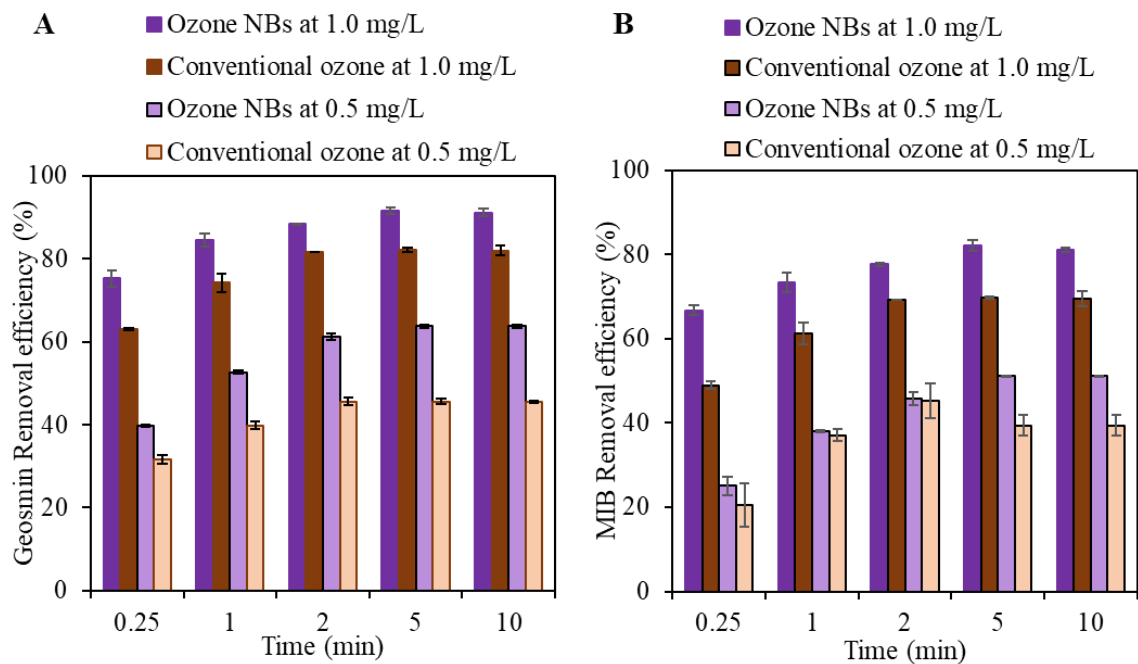 A
Ozone NBs at 1.0 mg/L
Conventional ozone at 1.0 mg/L
Ozone NBs at 0.5 mg/L
Conventional ozone at 0.5 mg/L
Geosmin Removal efficiency (%)
100
80
60
40
20
0
0.25 1 2 5 10
Time (min)
B
Ozone NBs at 1.0 mg/L
Conventional ozone at 1.0 mg/L
Ozone NBs at 0.5 mg/L
Conventional ozone at 0.5 mg/L
MIB Removal efficiency (%)
100
80
60
40
20
0
0.25 1 2 5 10
Time (min)